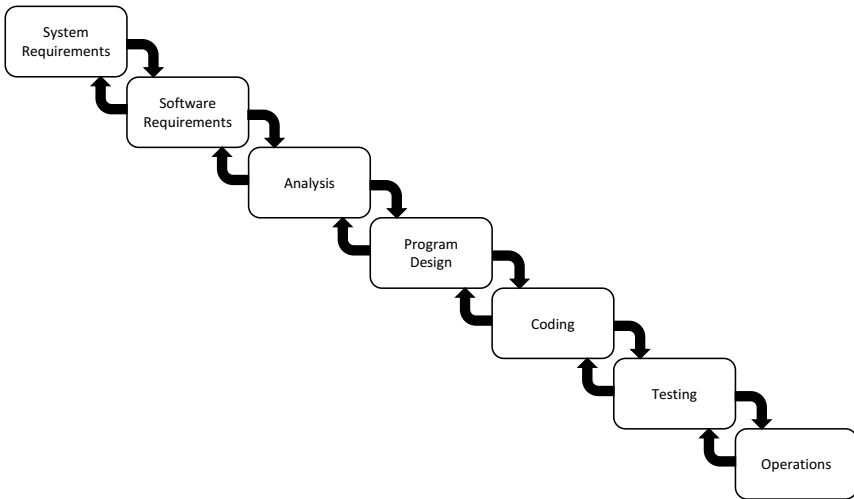 System
Requirements
Software
Requirements
Analysis
Program
Design
Coding
Testing
Operations